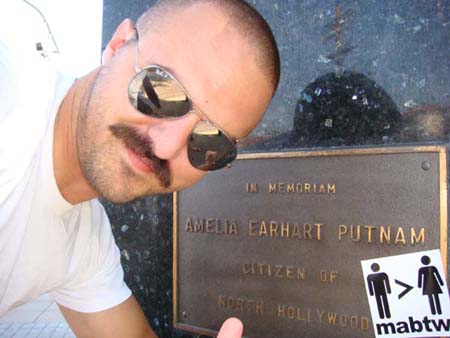 IN MEMORIAM
AMELIA EARHART PUTNAM
CITIZEN OF
NORTH HOLLYWOOD
>
mabtw